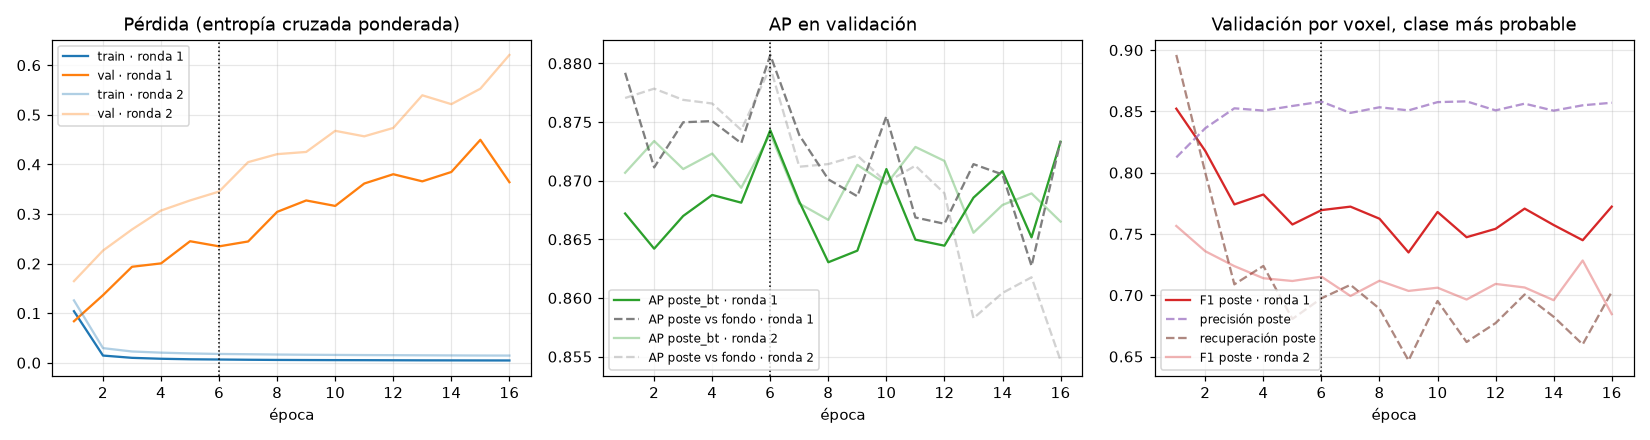 Pérdida (entropía cruzada ponderada)
train · ronda 1
val · ronda 1
train · ronda 2
val · ronda 2
0.6
0.5
0.4
0.3
0.2
0.1
0.0
2 4 6 8 10 12 14 16
época
AP en validación
0.880
0.875
0.870
0.865
0.860
0.855
AP poste_bt · ronda 1
AP poste vs fondo · ronda 1
AP poste_bt · ronda 2
AP poste vs fondo · ronda 2
2 4 6 8 10 12 14 16
época
Validación por voxel, clase más probable
0.90
0.85
0.80
0.75
0.70
0.65
F1 poste · ronda 1
precisión poste
recuperación poste
F1 poste · ronda 2
2 4 6 8 10 12 14 16
época